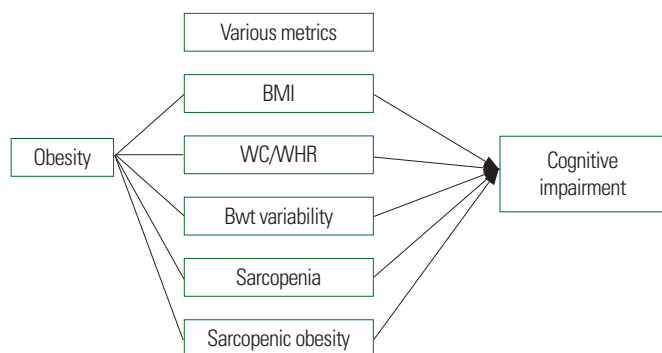 Various metrics
BMI
Obesity
WC/WHR
Cognitive
impairment
Bwt variability
Sarcopenia
Sarcopenic obesity